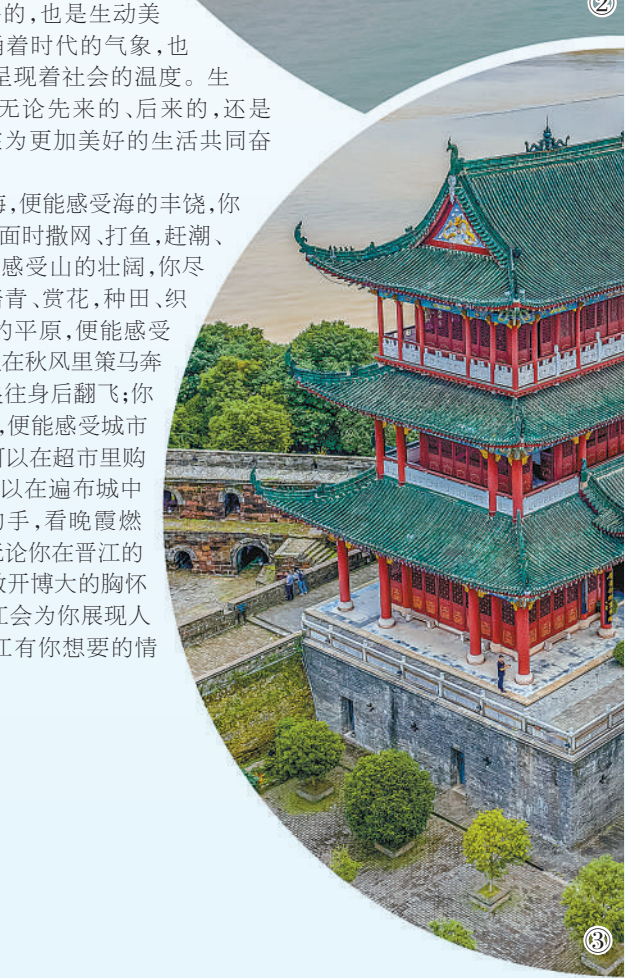 ②
的,也是生动美
着时代的气象,也
呈现着社会的温度。生
无论先来的、后来的,还是
为更加美好的生活共同奋
海,便能感受海的丰饶,你
面时撒网、打鱼,赶潮、
感受山的壮阔,你尽
踏青、赏花,种田、织
的平原,便能感受
在秋风里策马奔
往身后翻飞;你
,便能感受城市
可以在超市里购
以在遍布城中
的手,看晚霞燃
无论你在晋江的
敞开博大的胸怀
江会为你展现人
江有你想要的情
③